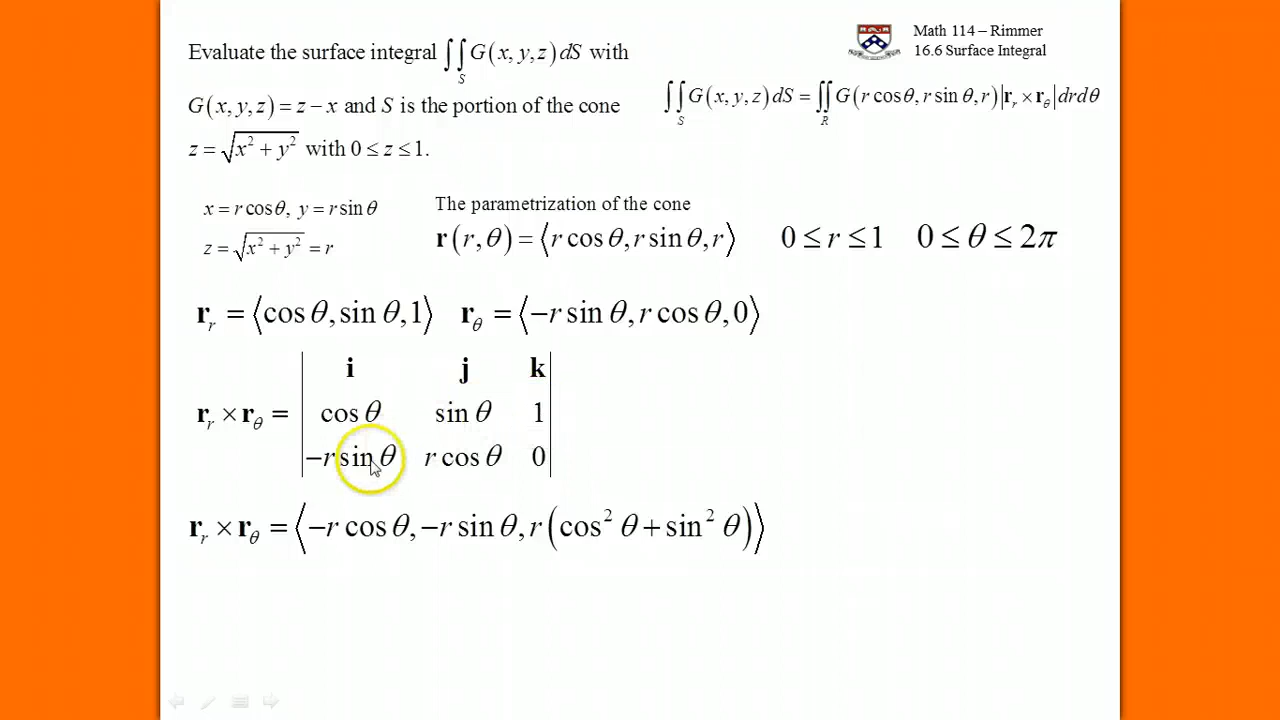 Math 114 – Rimmer
16.6 Surface Integral
Evaluate the surface integral ∬_S G(x, y, z) dS with
G(x, y, z) = z − x and S is the portion of the cone
z = √(x² + y²) with 0 ≤ z ≤ 1.
∬_S G(x, y, z) dS = ∬_R G(r cos θ, r sin θ, r) |r_r × r_θ| dr dθ
x = r cos θ, y = r sin θ
z = √(x² + y²) = r
The parametrization of the cone
r(r, θ) = ⟨r cos θ, r sin θ, r⟩ 0 ≤ r ≤ 1 0 ≤ θ ≤ 2π
r_r = ⟨cos θ, sin θ, 1⟩ r_θ = ⟨−r sin θ, r cos θ, 0⟩
i j k
r_r × r_θ = cos θ sin θ 1
−r sin θ r cos θ 0
r_r × r_θ = ⟨−r cos θ, −r sin θ, r(cos² θ + sin² θ)⟩